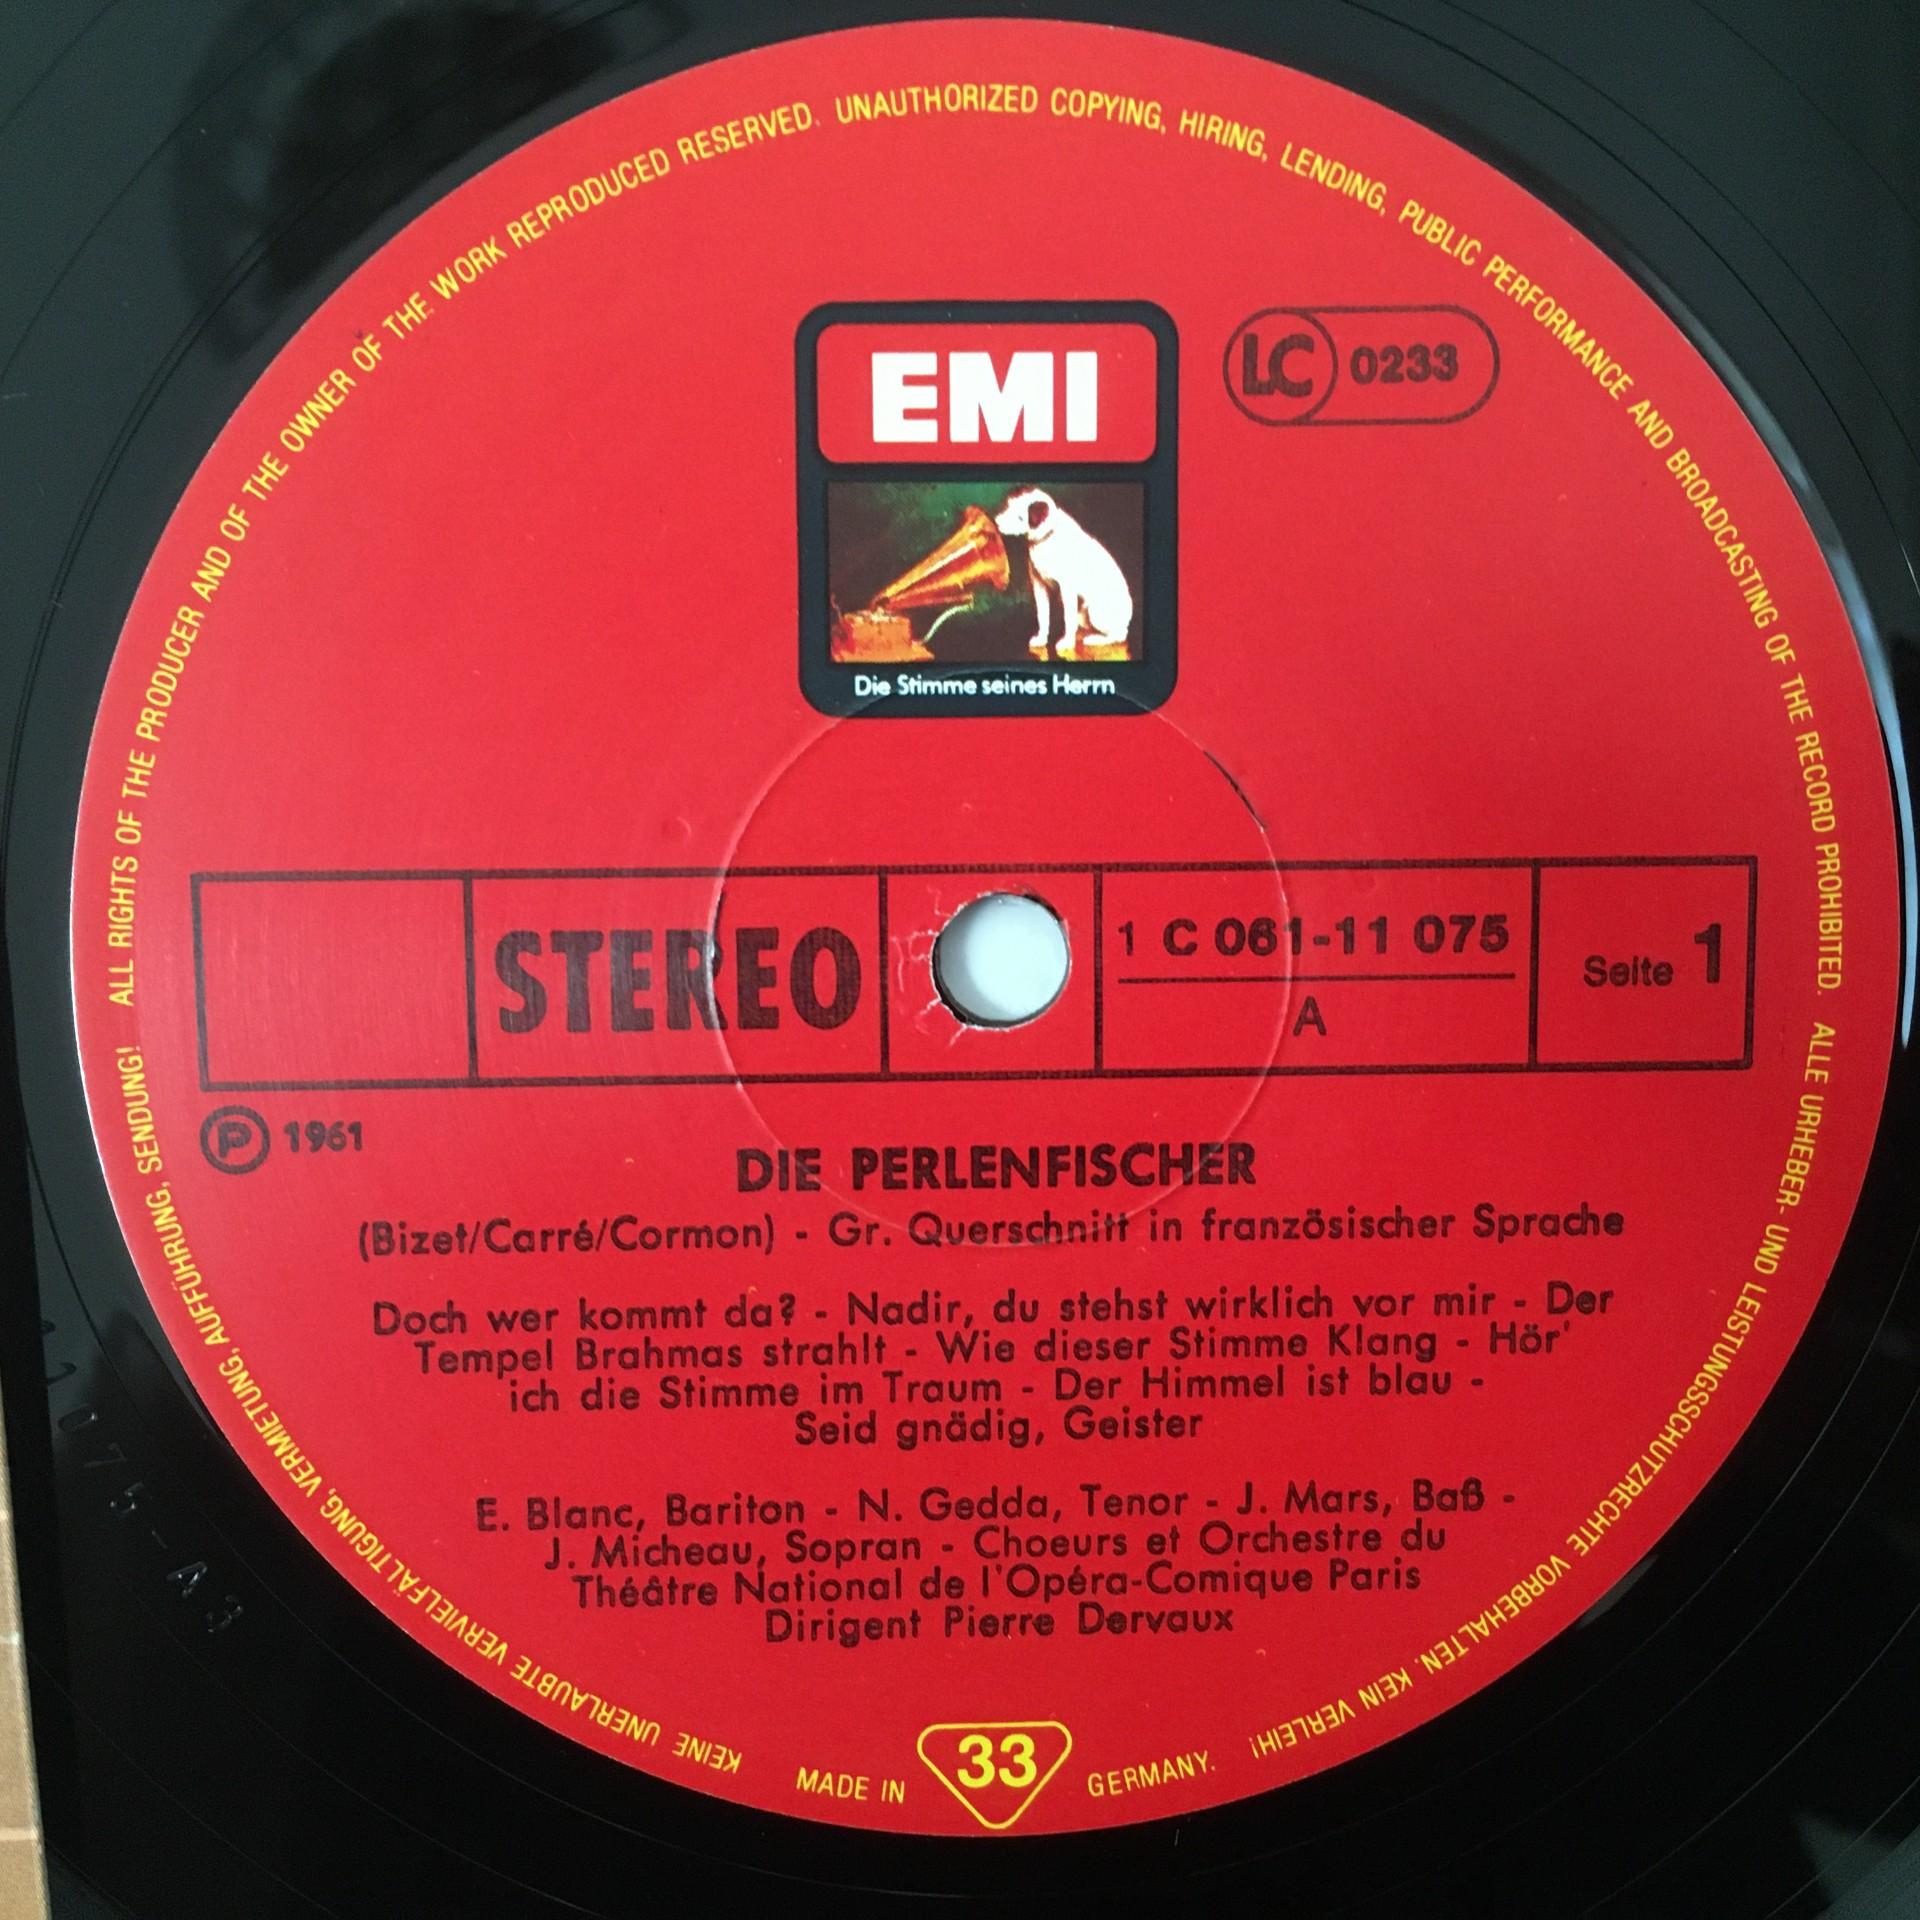 ALL RIGHTS OF THE PRODUCER AND OF THE OWNER OF THE WORK REPRODUCED RESERVED. UNAUTHORIZED COPYING, HIRING, LENDING, PUBLIC PERFORMANCE AND BROADCASTING OF THE RECORD PROHIBITED.
ALLE URHEBER- UND LEISTUNGSSCHUTZRECHTE VORBEHALTEN. KEIN VERLEIH!
KEINE UNERLAUBTE VERVIELFÄLTIGUNG, VERMIETUNG, AUFFÜHRUNG, SENDUNG!
EMI
LC 0233
Die Stimme seines Herrn
STEREO
1 C 061-11 075
A
Seite 1
℗ 1961
DIE PERLENFISCHER
(Bizet/Carré/Cormon) - Gr. Querschnitt in französischer Sprache
Doch wer kommt da? - Nadir, du stehst wirklich vor mir - Der
Tempel Brahmas strahlt - Wie dieser Stimme Klang - Hör'
ich die Stimme im Traum - Der Himmel ist blau -
Seid gnädig, Geister
E. Blanc, Bariton - N. Gedda, Tenor - J. Mars, Baß -
J. Micheau, Sopran - Choeurs et Orchestre du
Théâtre National de l'Opéra-Comique Paris
Dirigent Pierre Dervaux
MADE IN 33 GERMANY.
075-A3